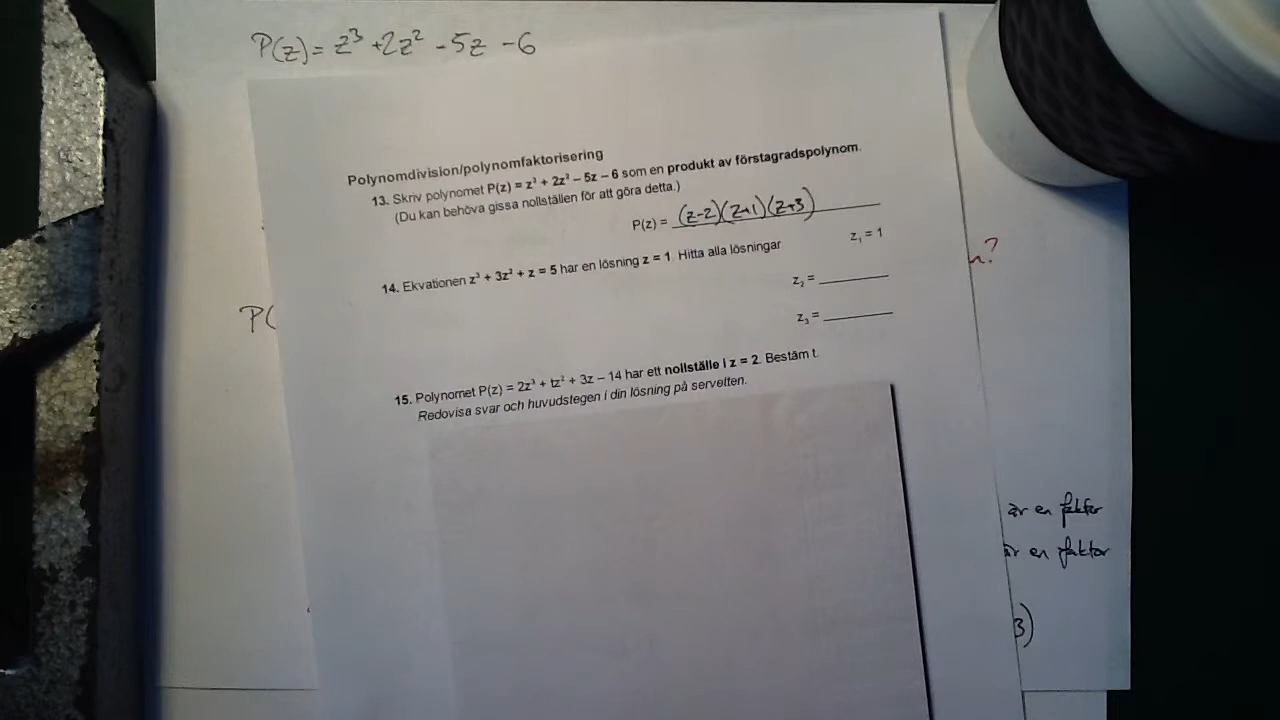 P(z) = z³ + 2z² - 5z - 6
Polynomdivision/polynomfaktorisering
13. Skriv polynomet P(z) = z³ + 2z² – 5z – 6 som en produkt av förstagradspolynom.
(Du kan behöva gissa nollställen för att göra detta.)
P(z) = (z-2)(z+1)(z+3)
14. Ekvationen z³ + 3z² + z = 5 har en lösning z = 1. Hitta alla lösningar
z₁ = 1
n?
z₂ =
P(
z₃ =
15. Polynomet P(z) = 2z³ + tz² + 3z – 14 har ett nollställe i z = 2. Bestäm t.
Redovisa svar och huvudstegen i din lösning på servetten.
är en faktor
är en faktor
3)